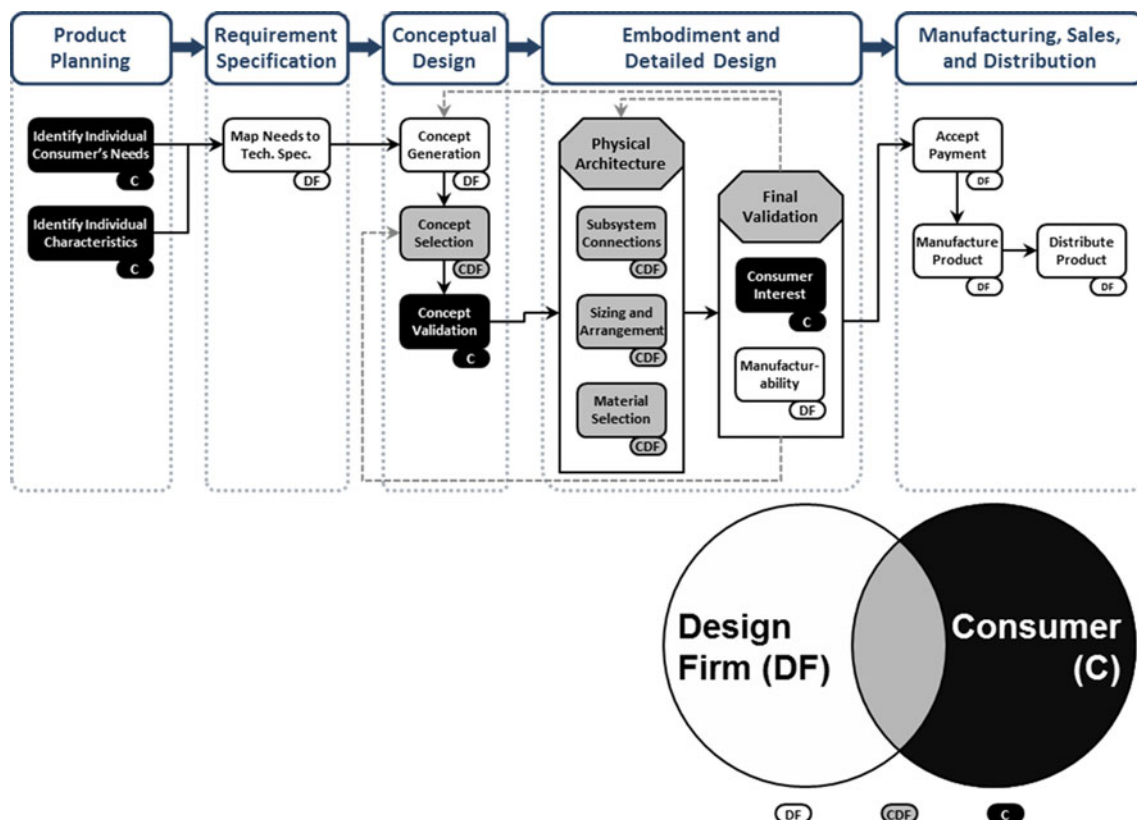 Product
Planning
Requirement
Specification
Conceptual
Design
Embodiment and
Detailed Design
Manufacturing, Sales,
and Distribution
Identify Individual
Consumer's Needs
C
Identify Individual
Characteristics
C
Map Needs to
Tech. Spec.
DF
Concept
Generation
DF
Concept
Selection
CDF
Concept
Validation
C
Physical
Architecture
Subsystem
Connections
CDF
Sizing and
Arrangement
CDF
Material
Selection
CDF
Final
Validation
Consumer
Interest
C
Manufactur-
ability
DF
Accept
Payment
DF
Manufacture
Product
DF
Distribute
Product
DF
Design
Firm (DF)
Consumer
(C)
DF
CDF
C